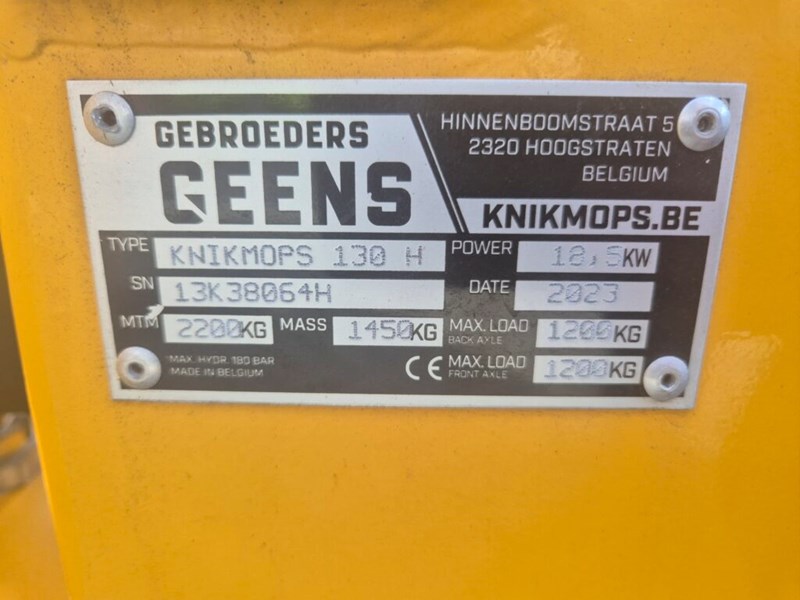 GEBROEDERS
GEENS
HINNENBOOMSTRAAT 5
2320 HOOGSTRATEN
BELGIUM
KNIKMOPS.BE
TYPE KNIKMOPS 130 H POWER 18,5KW
SN 13K38064H DATE 2023
MTM 2200KG MASS 1450KG MAX. LOAD 1200KG
BACK AXLE
MAX. HYDR. 180 BAR
MADE IN BELGIUM
CE MAX. LOAD 1200KG
FRONT AXLE